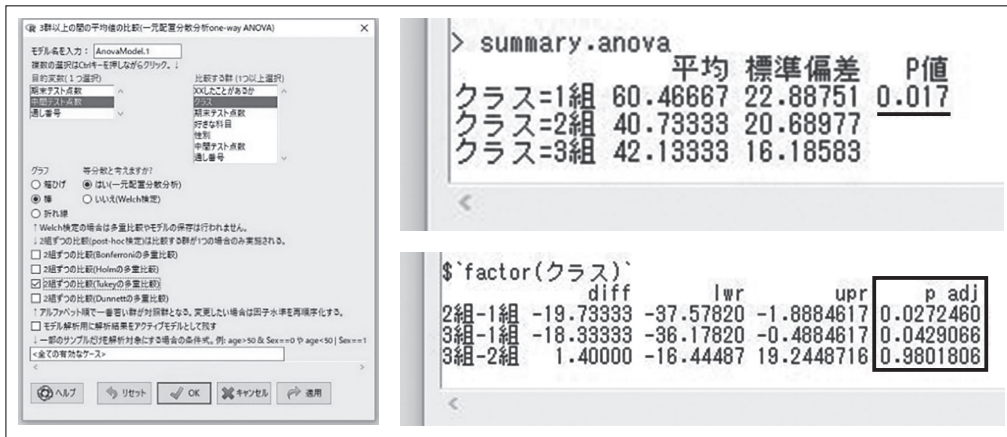 3群以上の間の平均値の比較(一元配置分散分析one-way ANOVA)
モデル名を入力： AnovaModel.1
複数の選択はCtrlキーを押しながらクリック。↓
目的変数(1つ選択)
期末テスト点数
中間テスト点数
通し番号
比較する群(1つ以上選択)
XXしたことがあるか
クラス
期末テスト点数
好きな科目
性別
中間テスト点数
通し番号
グラフ
箱ひげ
棒
折れ線
等分散と考えますか?
はい(一元配置分散分析)
いいえ(Welch検定)
↑Welch検定の場合は多重比較やモデルの保存は行われません。
↓2組ずつの比較(post-hoc検定)は比較する群が1つの場合のみ実施される。
2組ずつの比較(Bonferroniの多重比較)
2組ずつの比較(Holmの多重比較)
2組ずつの比較(Tukeyの多重比較)
2組ずつの比較(Dunnettの多重比較)
↑アルファベット順で一番若い群が対照群となる。変更したい場合は因子水準を再順序化する。
モデル解析用に解析結果をアクティブモデルとして残す
↓一部のサンプルだけを解析対象にする場合の条件式。例: age>50 & Sex==0 や age<50 | Sex==1
<全ての有効なケース>
ヘルプ リセット OK キャンセル 適用
> summary.anova
平均 標準偏差 P値
クラス=1組 60.46667 22.88751 0.017
クラス=2組 40.73333 20.68977
クラス=3組 42.13333 16.18583
$`factor(クラス)`
diff lwr upr p adj
2組-1組 -19.73333 -37.57820 -1.8884617 0.0272460
3組-1組 -18.33333 -36.17820 -0.4884617 0.0429066
3組-2組 1.40000 -16.44487 19.2448716 0.9801806